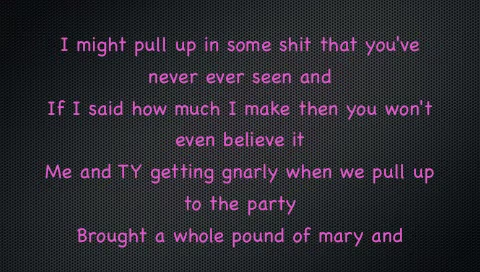 I might pull up in some shit that you've
never ever seen and
If I said how much I make then you won't
even believe it
Me and TY getting gnarly when we pull up
to the party
Brought a whole pound of mary and